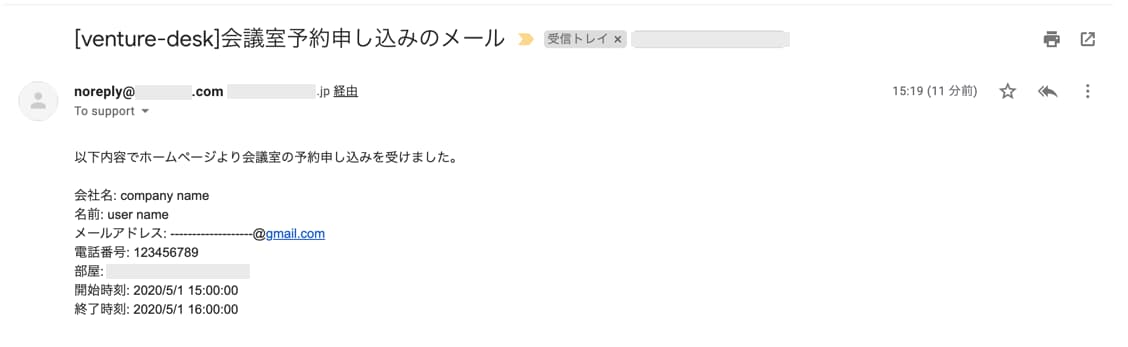 [venture-desk]会議室予約申し込みのメール 受信トレイ ×
noreply@ .com .jp 経由 15:19 (11 分前)
To support
以下内容でホームページより会議室の予約申し込みを受けました。
会社名: company name
名前: user name
メールアドレス: -------------------@gmail.com
電話番号: 123456789
部屋:
開始時刻: 2020/5/1 15:00:00
終了時刻: 2020/5/1 16:00:00